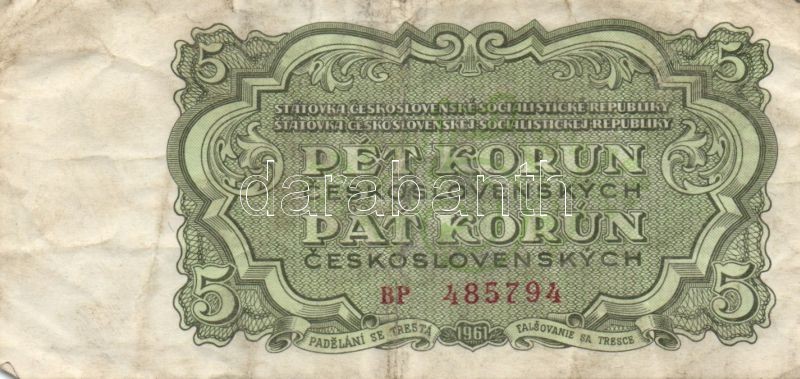 5 5
STÁTOVKA ČESKOSLOVENSKÉ SOCIALISTICKÉ REPUBLIKY
ŠTÁTOVKA ČESKOSLOVENSKEJ SOCIALISTICKEJ REPUBLIKY
PĚT KORUN
ČESKOSLOVENSKÝCH
darabanth
PÄŤ KORÚN
ČESKOSLOVENSKÝCH
5 5
BP 485794
PADĚLÁNÍ SE TRESTÁ 1961 FALŠOVANIE SA TRESCE